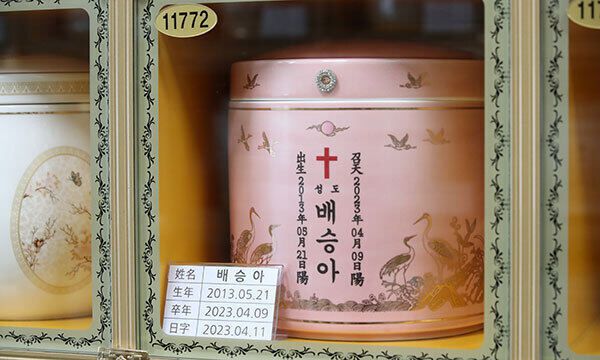 11772
117
召天 2023年04月09日 陽
성도 배승아
出生 2013年05月21日 陽
姓名 배승아
生年 2013.05.21
卒年 2023.04.09
日字 2023.04.11